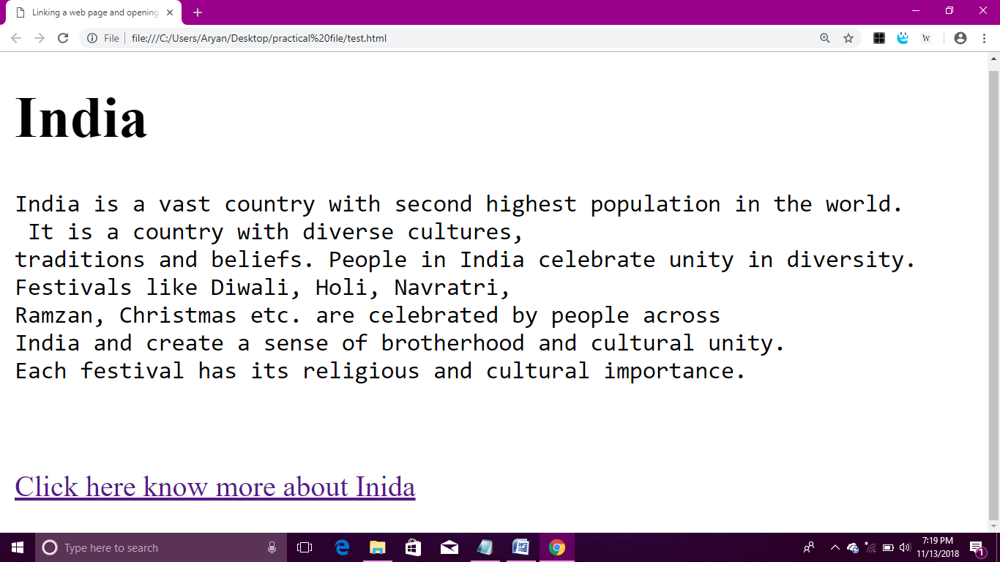 Linking a web page and opening
File
file:///C:/Users/Aryan/Desktop/practical%20file/test.html
W
India
India is a vast country with second highest population in the world.
It is a country with diverse cultures,
traditions and beliefs. People in India celebrate unity in diversity.
Festivals like Diwali, Holi, Navratri,
Ramzan, Christmas etc. are celebrated by people across
India and create a sense of brotherhood and cultural unity.
Each festival has its religious and cultural importance.
Click here know more about Inida
Type here to search
7:19 PM
11/13/2018
1